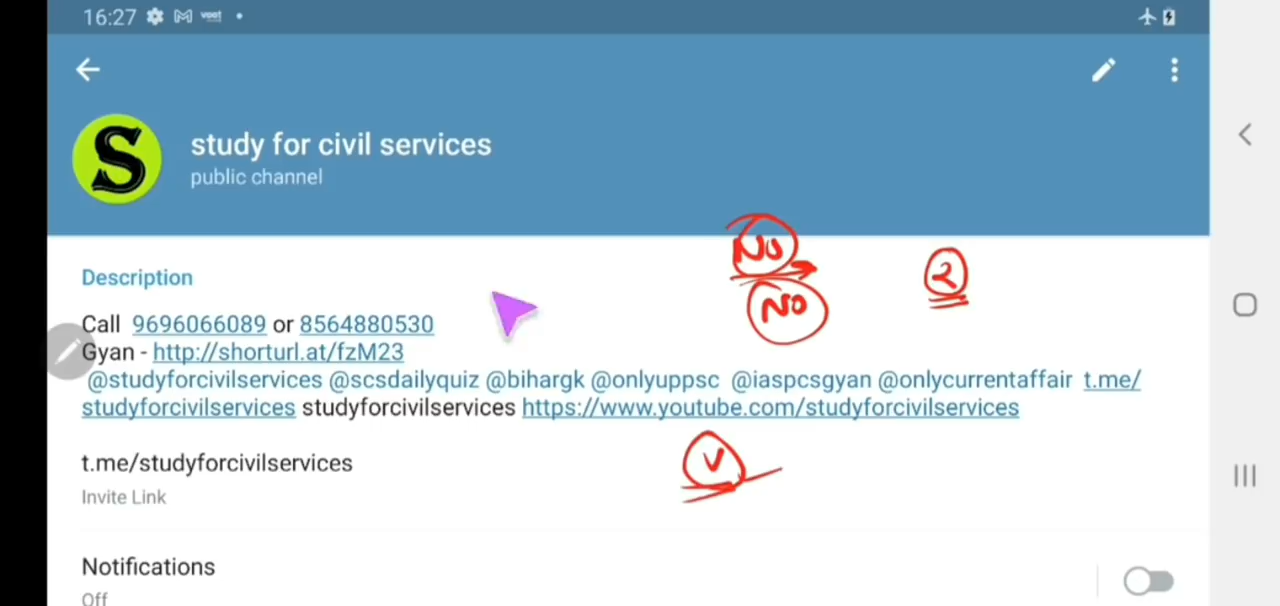 16:27 voot
S
study for civil services
public channel
No
No
2
Description
Call 9696066089 or 8564880530
Gyan - http://shorturl.at/fzM23
@studyforcivilservices @scsdailyquiz @bihargk @onlyuppsc @iaspcsgyan @onlycurrentaffair t.me/
studyforcivilservices studyforcivilservices https://www.youtube.com/studyforcivilservices
t.me/studyforcivilservices
Invite Link
Notifications
Off